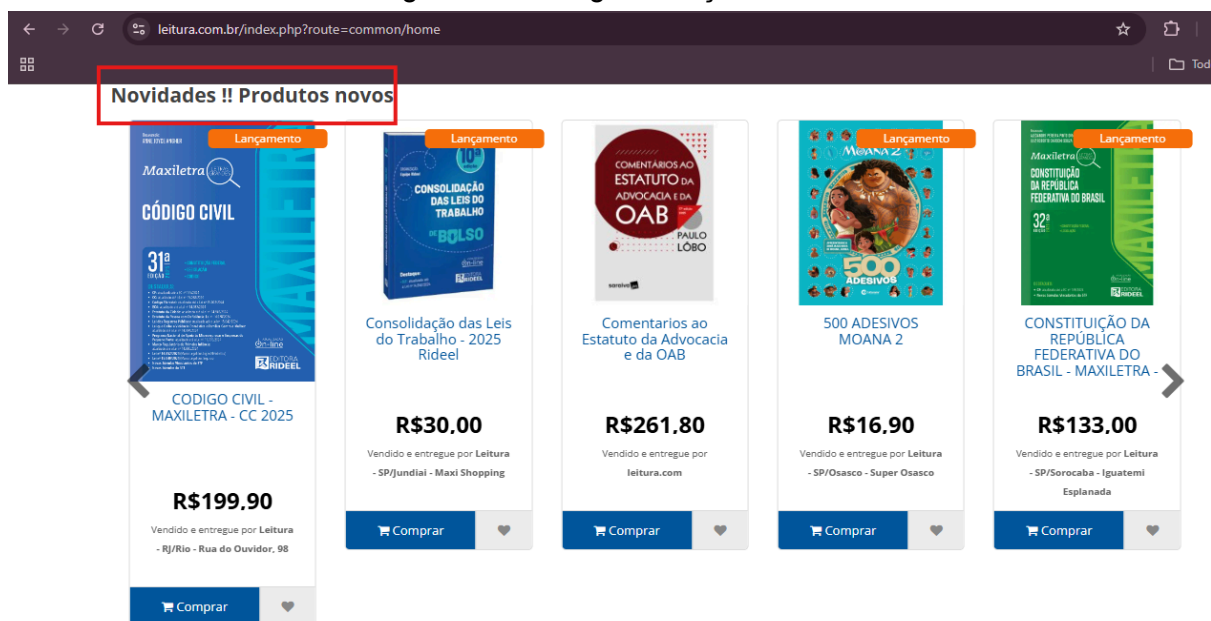 leitura.com.br/index.php?route=common/home
Tod
Novidades !! Produtos novos
Lançamento
Maxiletra
CÓDIGO CIVIL
31ª
EDITORA
RIDEEL
CODIGO CIVIL -
MAXILETRA - CC 2025
R$199,90
Vendido e entregue por Leitura
- RJ/Rio - Rua do Ouvidor, 98
Comprar
Lançamento
10ª
CONSOLIDAÇÃO
DAS LEIS DO
TRABALHO
DE BOLSO
RIDEEL
Consolidação das Leis
do Trabalho - 2025
Rideel
R$30,00
Vendido e entregue por Leitura
- SP/Jundiai - Maxi Shopping
Comprar
COMENTÁRIOS AO
ESTATUTO DA
ADVOCACIA E DA
OAB
PAULO
LÔBO
saraiva
Comentarios ao
Estatuto da Advocacia
e da OAB
R$261,80
Vendido e entregue por
leitura.com
Comprar
Lançamento
MOANA 2
500
ADESIVOS
500 ADESIVOS
MOANA 2
R$16,90
Vendido e entregue por Leitura
- SP/Osasco - Super Osasco
Comprar
Lançamento
Maxiletra
CONSTITUIÇÃO
DA REPÚBLICA
FEDERATIVA DO BRASIL
32ª
MAXILETRA
RIDEEL
CONSTITUIÇÃO DA
REPÚBLICA
FEDERATIVA DO
BRASIL - MAXILETRA -
R$133,00
Vendido e entregue por Leitura
- SP/Sorocaba - Iguatemi
Esplanada
Comprar